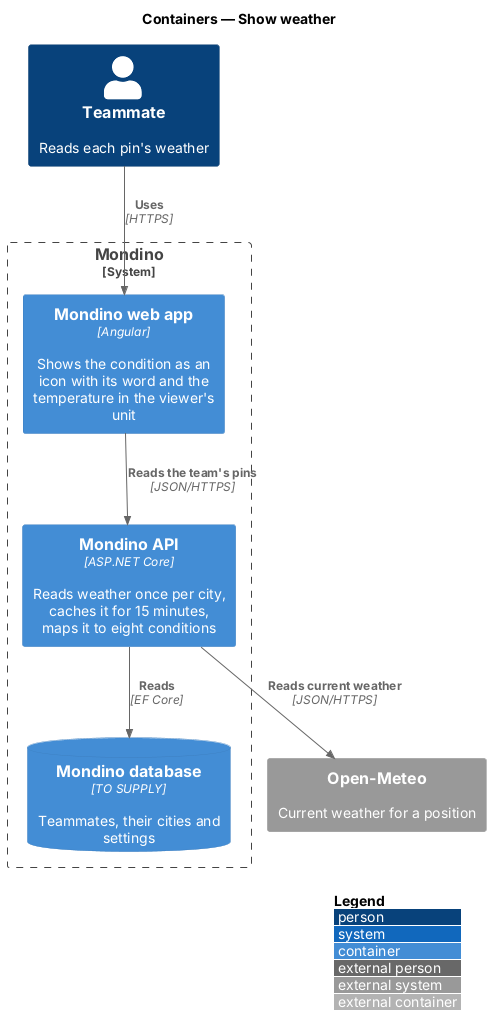 Containers — Show weather
Teammate
Reads each pin's weather
Uses
[HTTPS]
Mondino
[System]
Mondino web app
[Angular]
Shows the condition as an
icon with its word and the
temperature in the viewer's
unit
Reads the team's pins
[JSON/HTTPS]
Mondino API
[ASP.NET Core]
Reads weather once per city,
caches it for 15 minutes,
maps it to eight conditions
Reads
[EF Core]
Reads current weather
[JSON/HTTPS]
Mondino database
[TO SUPPLY]
Teammates, their cities and
settings
Open-Meteo
Current weather for a position
Legend
person
system
container
external person
external system
external container